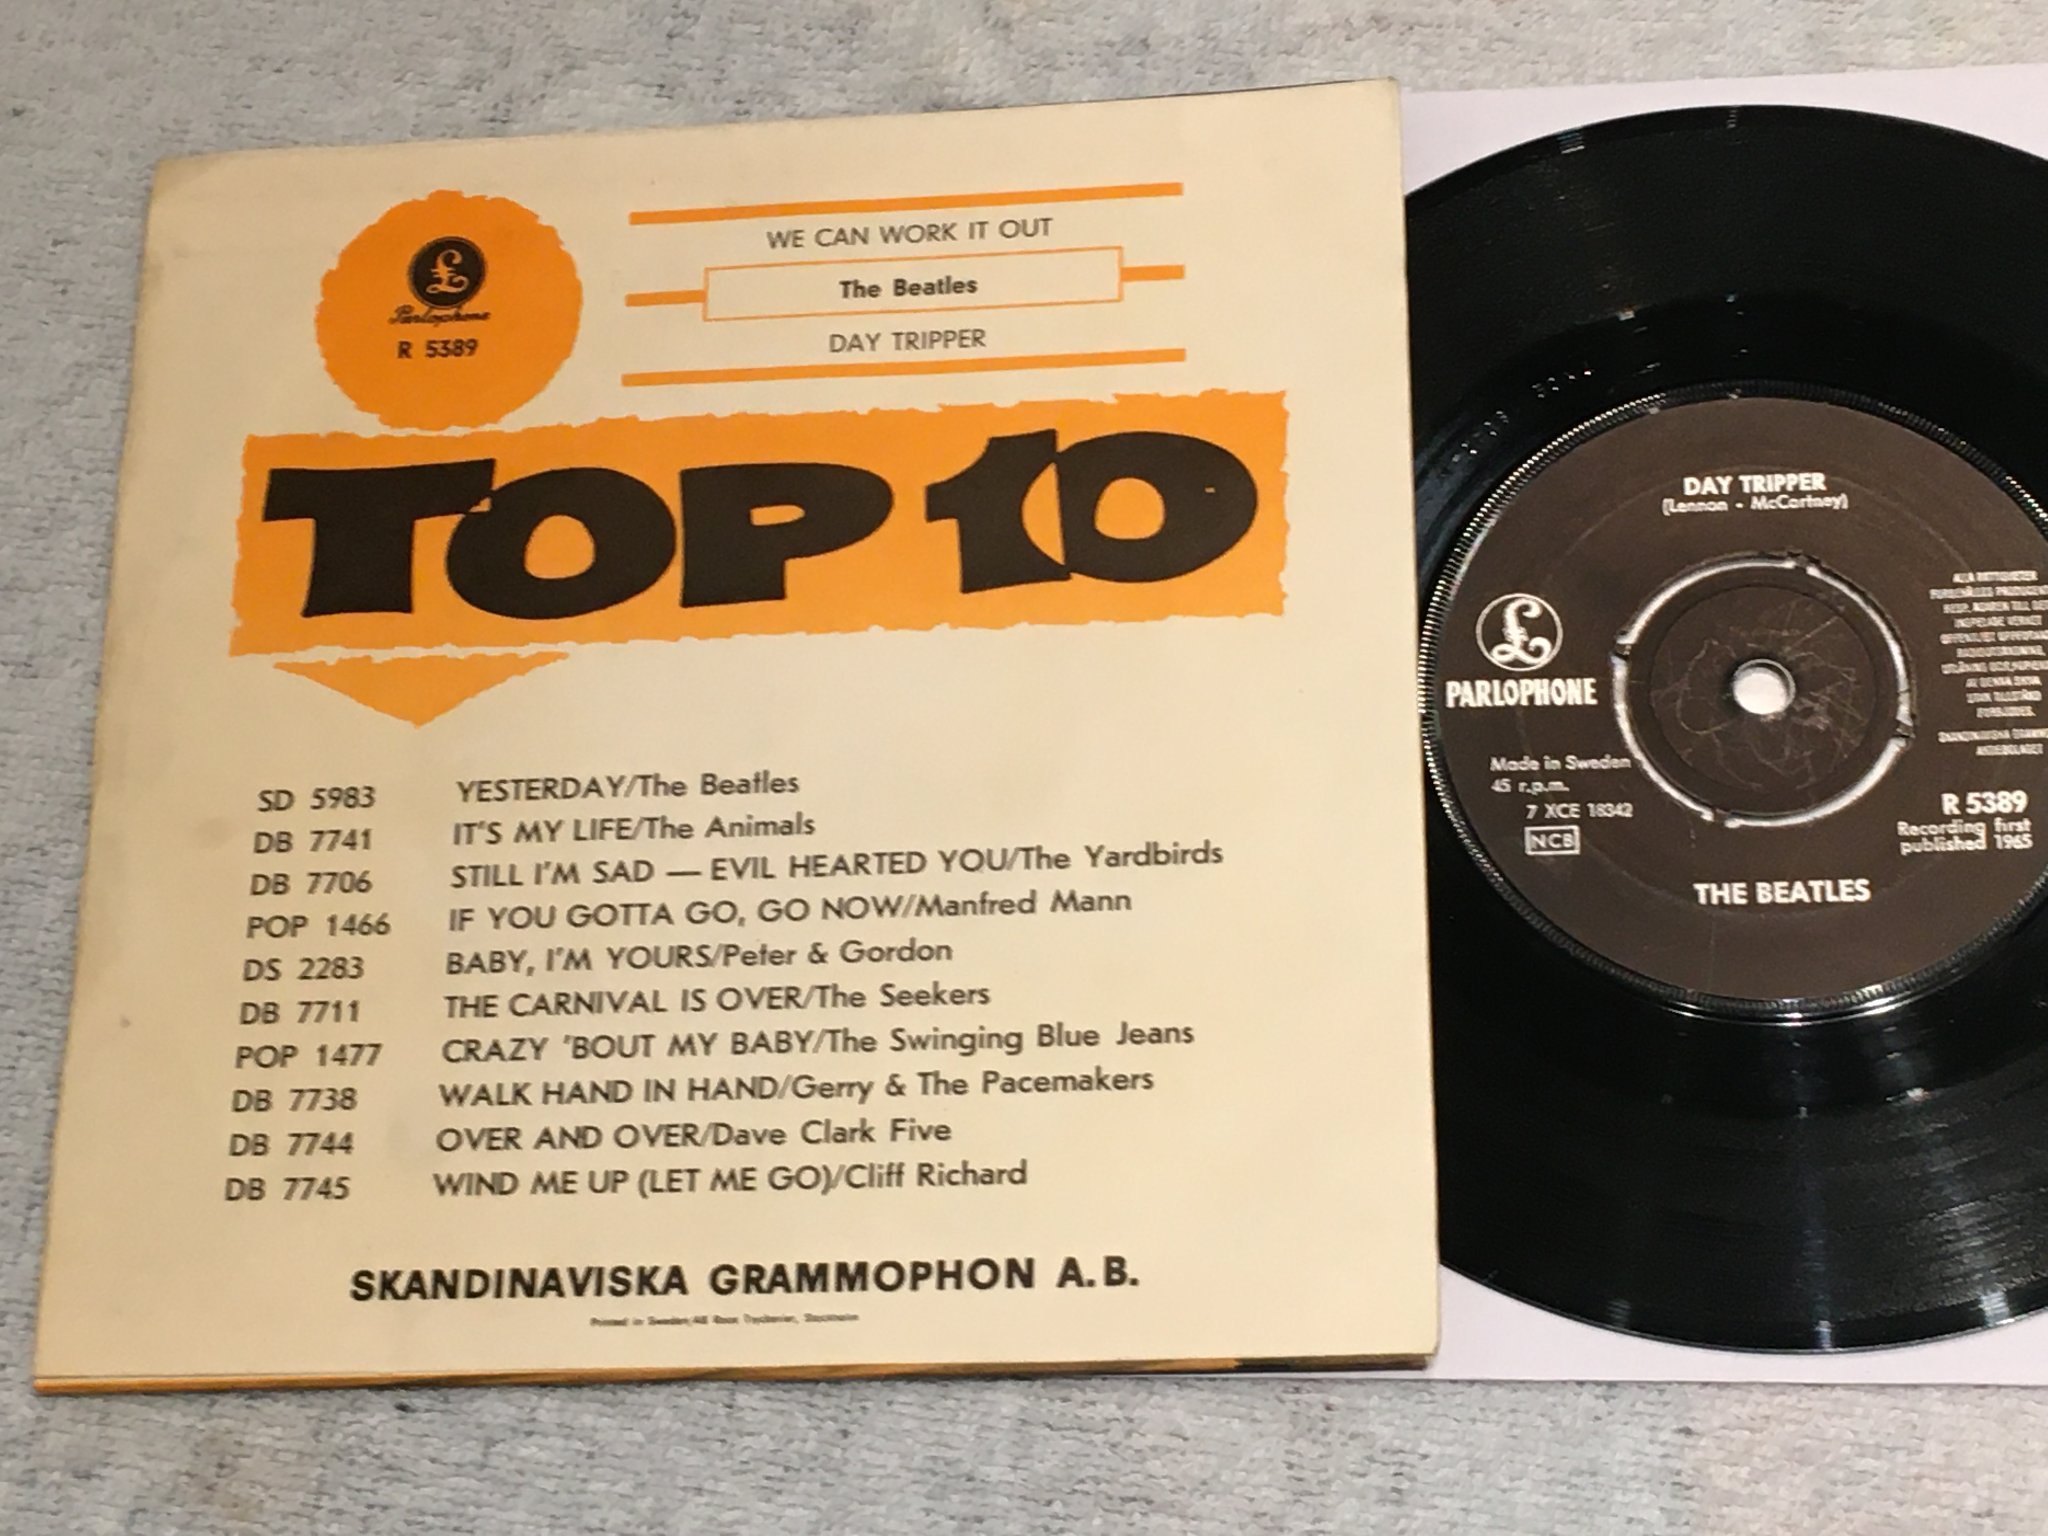 WE CAN WORK IT OUT
The Beatles
DAY TRIPPER
£
Parlophone
R 5389
TOP 10
SD 5983 YESTERDAY/The Beatles
DB 7741 IT'S MY LIFE/The Animals
DB 7706 STILL I'M SAD — EVIL HEARTED YOU/The Yardbirds
POP 1466 IF YOU GOTTA GO, GO NOW/Manfred Mann
DS 2283 BABY, I'M YOURS/Peter & Gordon
DB 7711 THE CARNIVAL IS OVER/The Seekers
POP 1477 CRAZY 'BOUT MY BABY/The Swinging Blue Jeans
DB 7738 WALK HAND IN HAND/Gerry & The Pacemakers
DB 7744 OVER AND OVER/Dave Clark Five
DB 7745 WIND ME UP (LET ME GO)/Cliff Richard
SKANDINAVISKA GRAMMOPHON A.B.
Printed in Sweden
Stockholm
DAY TRIPPER
(Lennon - McCartney)
£
PARLOPHONE
Made in Sweden
45 r.p.m.
7 XCE 18342
NCB
ALLA RÄTTIGHETER
R 5389
Recording first
published 1965
THE BEATLES